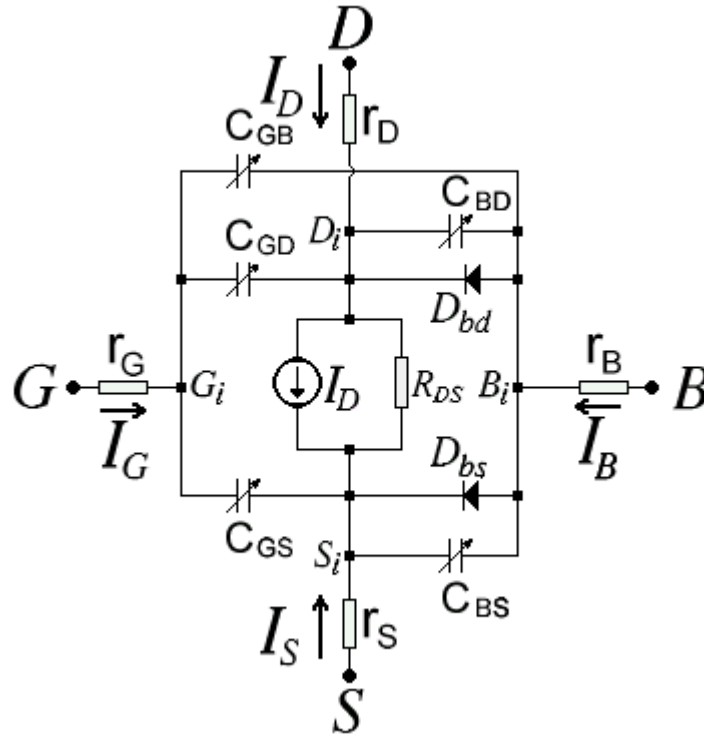 D
I_D
r_D
C_GB
C_BD
D_i
C_GD
D_bd
r_G
r_B
G
G_i
I_D
R_DS
B_i
B
I_G
I_B
D_bs
C_GS
S_i
C_BS
I_S
r_S
S